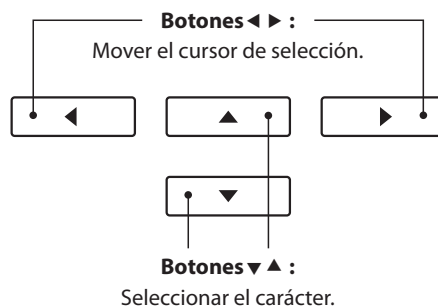 Botones ◀ ▶ :
Mover el cursor de selección.
◀ ▲ ▶
▼
Botones ▼ ▲ :
Seleccionar el carácter.